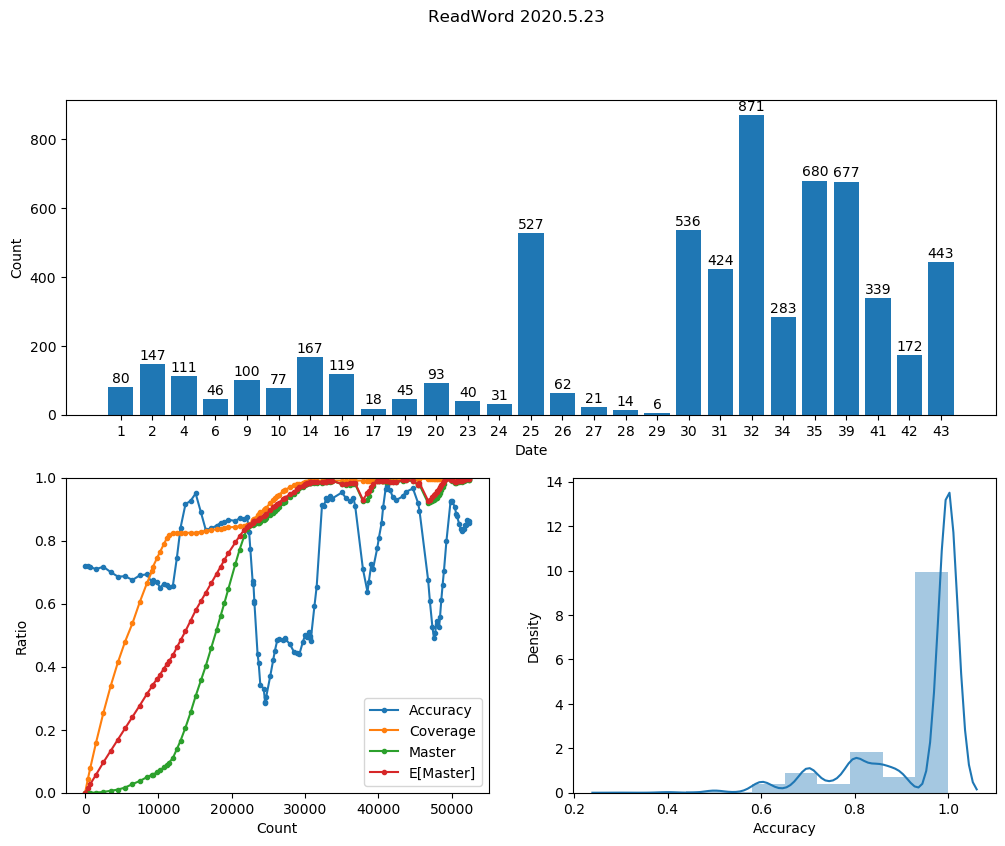 ReadWord 2020.5.23
871
800
680 677
600
527 536
Count
424 443
400
339
283
200
147 167 172
111 119
80 100 77 93
46 45 40 31 62
18 21 14 6
0
1 2 4 6 9 10 14 16 17 19 20 23 24 25 26 27 28 29 30 31 32 34 35 39 41 42 43
Date
1.0
0.8
0.6
Ratio
0.4
0.2
0.0
Accuracy
Coverage
Master
E[Master]
0 10000 20000 30000 40000 50000
Count
14
12
10
8
Density
6
4
2
0
0.2 0.4 0.6 0.8 1.0
Accuracy